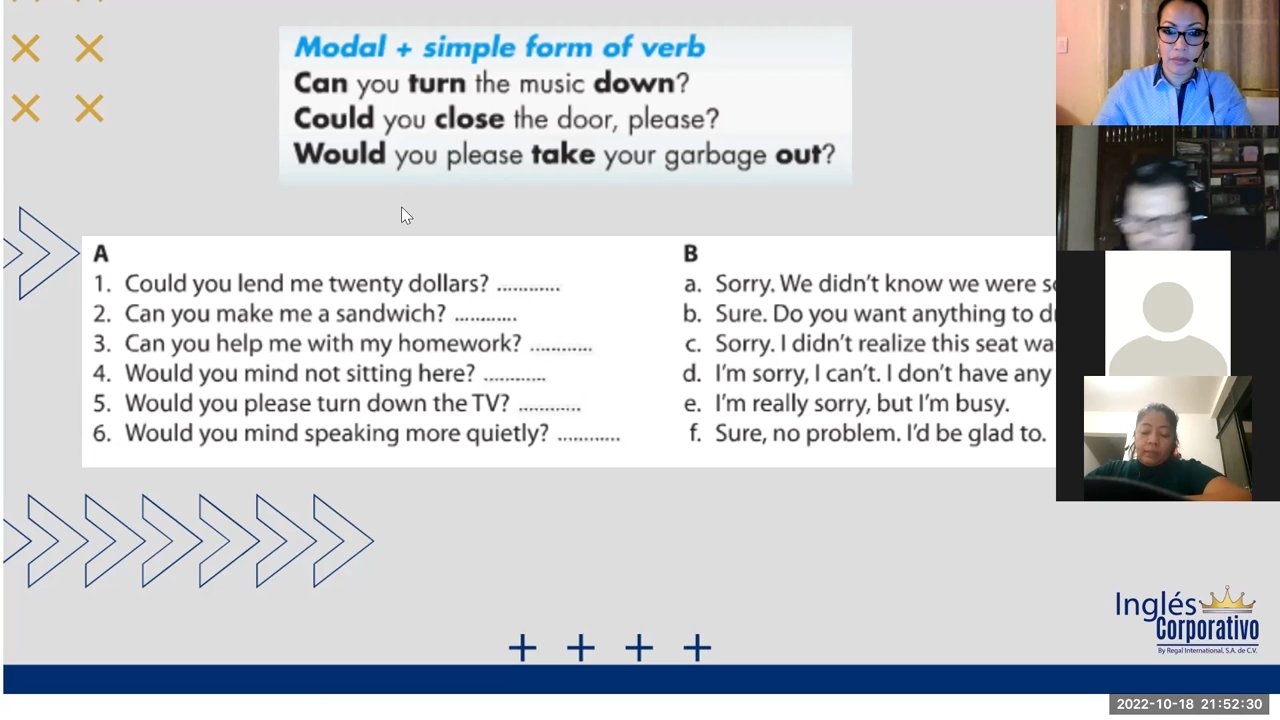 Modal + simple form of verb
Can you turn the music down?
Could you close the door, please?
Would you please take your garbage out?
A
1. Could you lend me twenty dollars? ............
2. Can you make me a sandwich? ............
3. Can you help me with my homework? ............
4. Would you mind not sitting here? ............
5. Would you please turn down the TV? ............
6. Would you mind speaking more quietly? ............
B
a. Sorry. We didn't know we were
b. Sure. Do you want anything to
c. Sorry. I didn't realize this seat
d. I'm sorry, I can't. I don't have any
e. I'm really sorry, but I'm busy.
f. Sure, no problem. I'd be glad to.
Inglés
Corporativo
By Regal International, S.A. de C.V.
2022-10-18 21:52:30